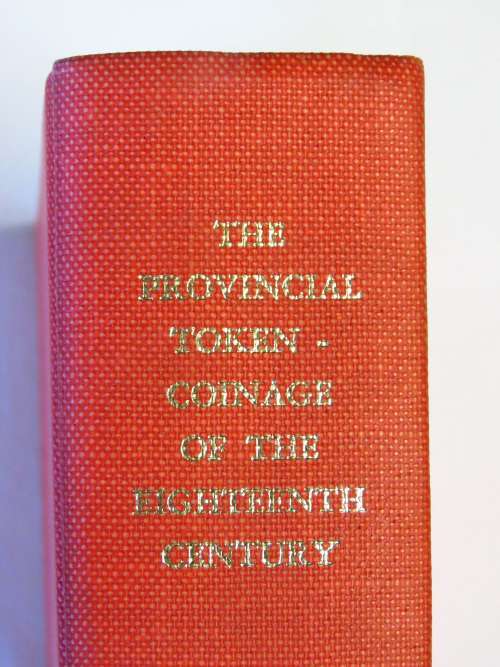 THE
PROVINCIAL
TOKEN -
COINAGE
OF THE
EIGHTEENTH
CENTURY